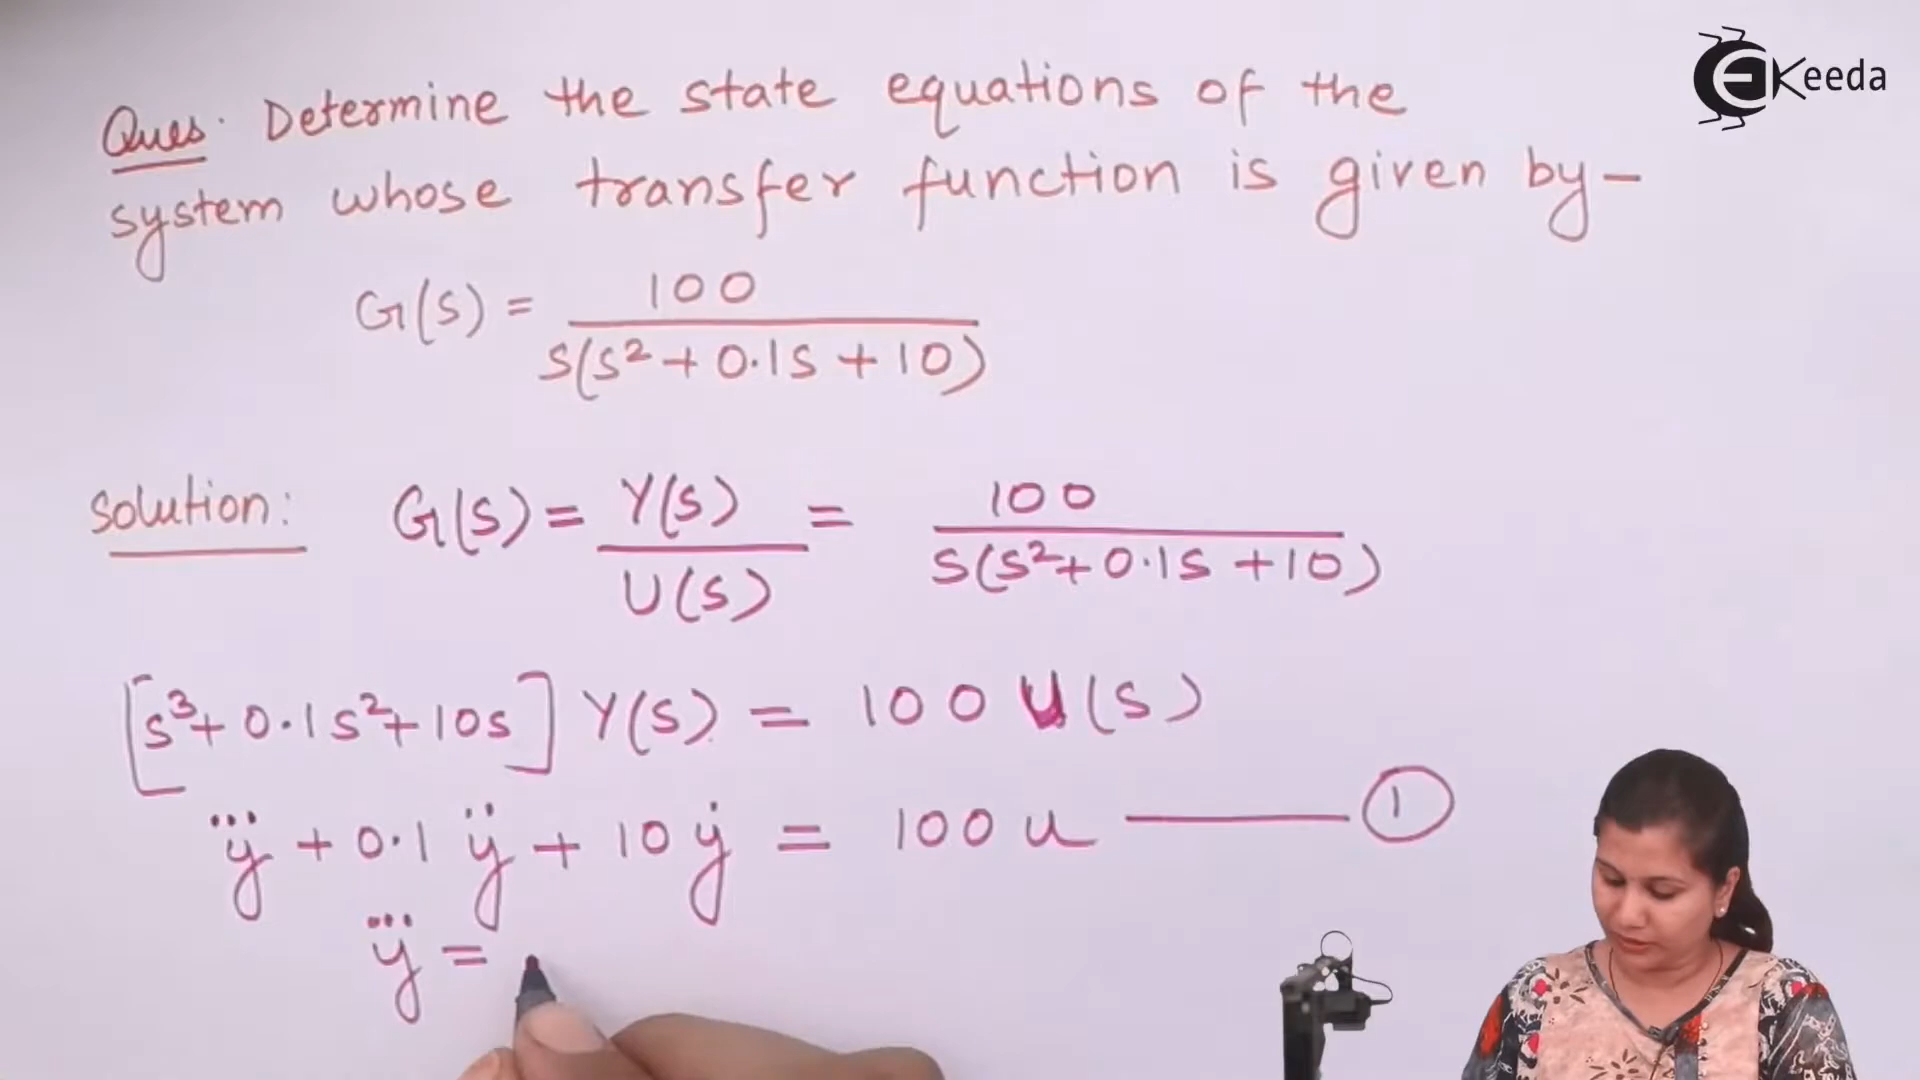 EKeeda
Ques. Determine the state equations of the
system whose transfer function is given by-
G(s) = 100 / s(s²+0.1s+10)
Solution: G(s) = Y(s)/U(s) = 100 / s(s²+0.1s+10)
[s³+0.1s²+10s] Y(s) = 100 U(s)
y⃛ + 0.1 ÿ + 10 ẏ = 100 u —— ①
y⃛ =